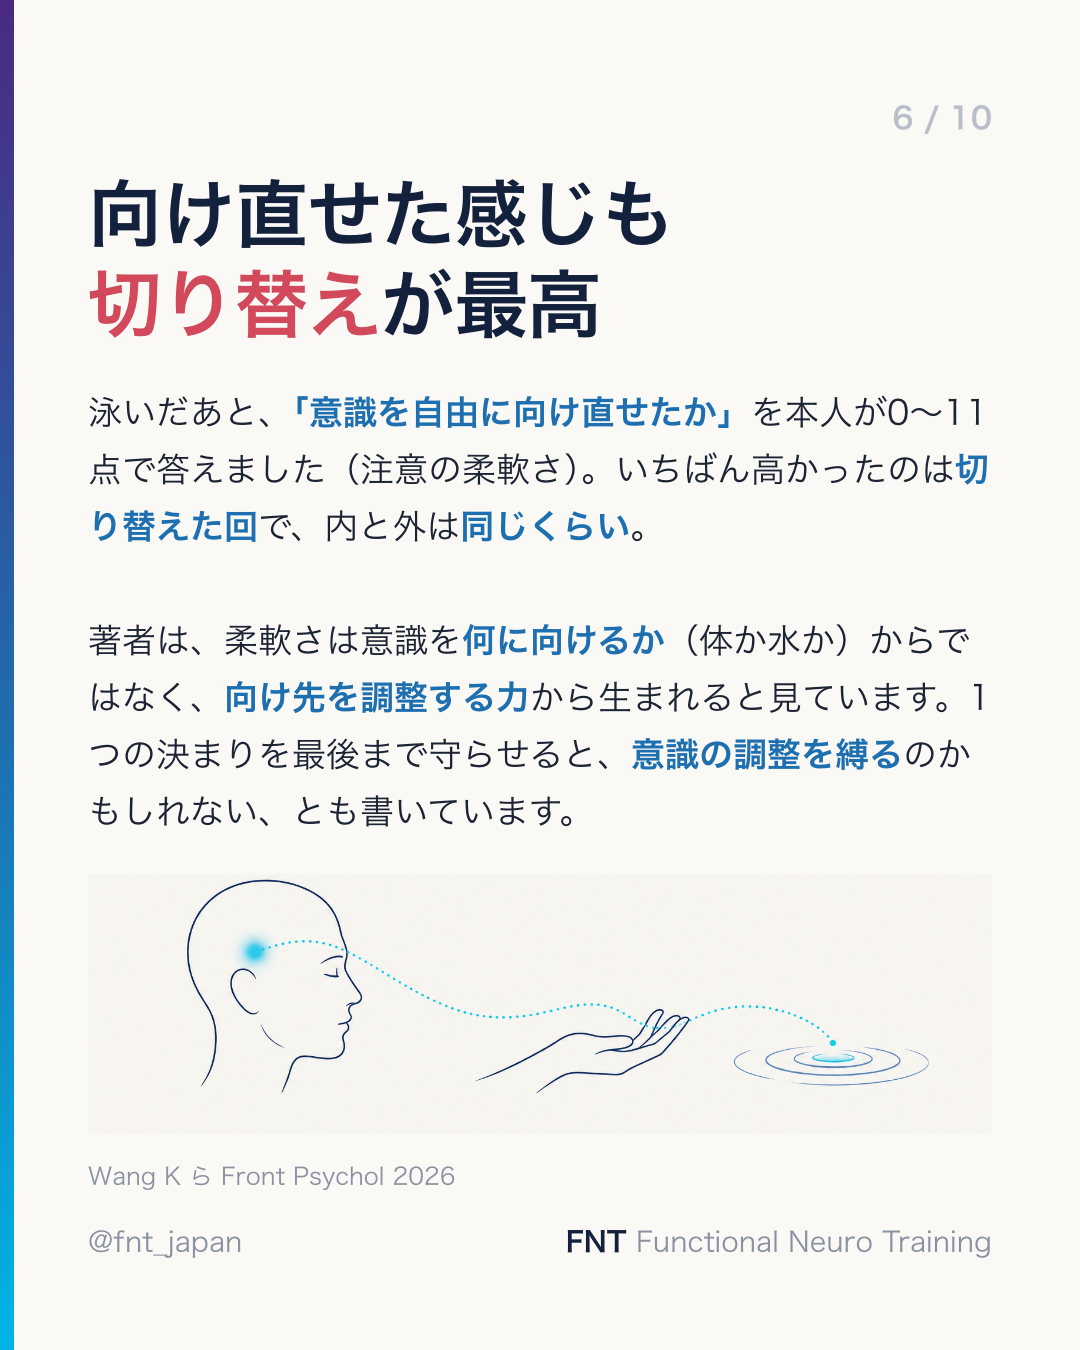 6 / 10
向け直せた感じも
切り替えが最高
泳いだあと、「意識を自由に向け直せたか」を本人が0〜11
点で答えました（注意の柔軟さ）。いちばん高かったのは切
り替えた回で、内と外は同じくらい。
著者は、柔軟さは意識を何に向けるか（体か水か）からで
はなく、向け先を調整する力から生まれると見ています。1
つの決まりを最後まで守らせると、意識の調整を縛るのか
もしれない、とも書いています。
Wang K ら Front Psychol 2026
@fnt_japan
FNT Functional Neuro Training